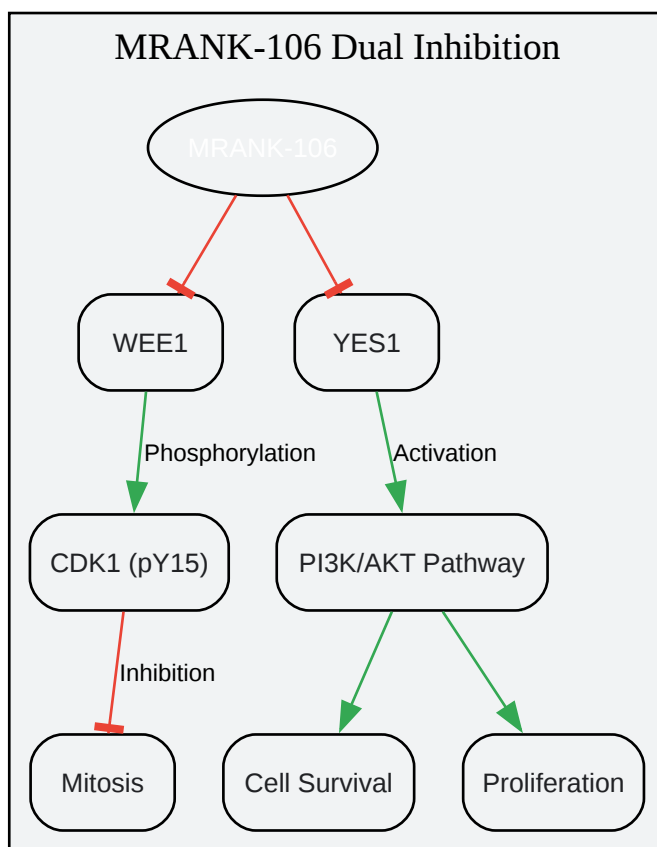 MRANK-106 Dual Inhibition
MRANK-106
WEE1
YES1
Phosphorylation
Activation
CDK1 (pY15)
PI3K/AKT Pathway
Inhibition
Mitosis
Cell Survival
Proliferation